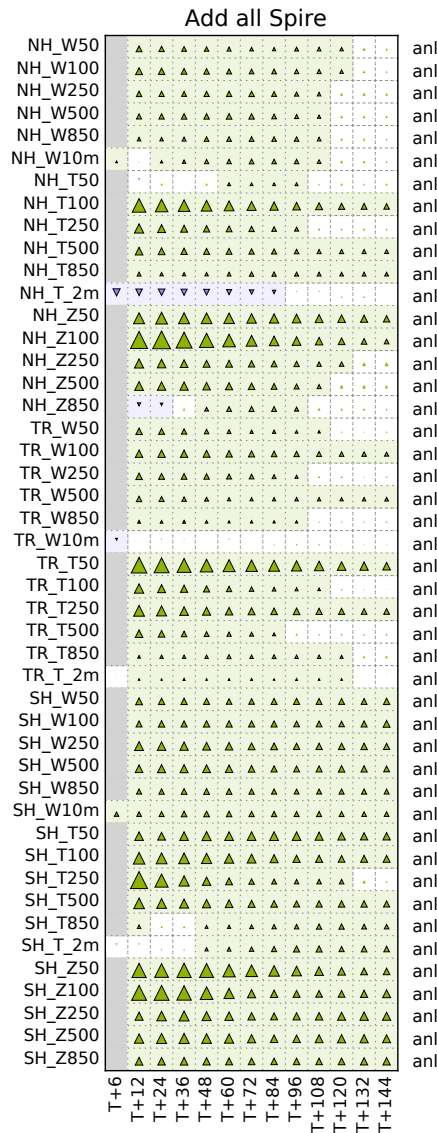 Add all Spire
NH_W50 anl
NH_W100 anl
NH_W250 anl
NH_W500 anl
NH_W850 anl
NH_W10m anl
NH_T50 anl
NH_T100 anl
NH_T250 anl
NH_T500 anl
NH_T850 anl
NH_T_2m anl
NH_Z50 anl
NH_Z100 anl
NH_Z250 anl
NH_Z500 anl
NH_Z850 anl
TR_W50 anl
TR_W100 anl
TR_W250 anl
TR_W500 anl
TR_W850 anl
TR_W10m anl
TR_T50 anl
TR_T100 anl
TR_T250 anl
TR_T500 anl
TR_T850 anl
TR_T_2m anl
SH_W50 anl
SH_W100 anl
SH_W250 anl
SH_W500 anl
SH_W850 anl
SH_W10m anl
SH_T50 anl
SH_T100 anl
SH_T250 anl
SH_T500 anl
SH_T850 anl
SH_T_2m anl
SH_Z50 anl
SH_Z100 anl
SH_Z250 anl
SH_Z500 anl
SH_Z850 anl
T+6
T+12
T+24
T+36
T+48
T+60
T+72
T+84
T+96
T+108
T+120
T+132
T+144